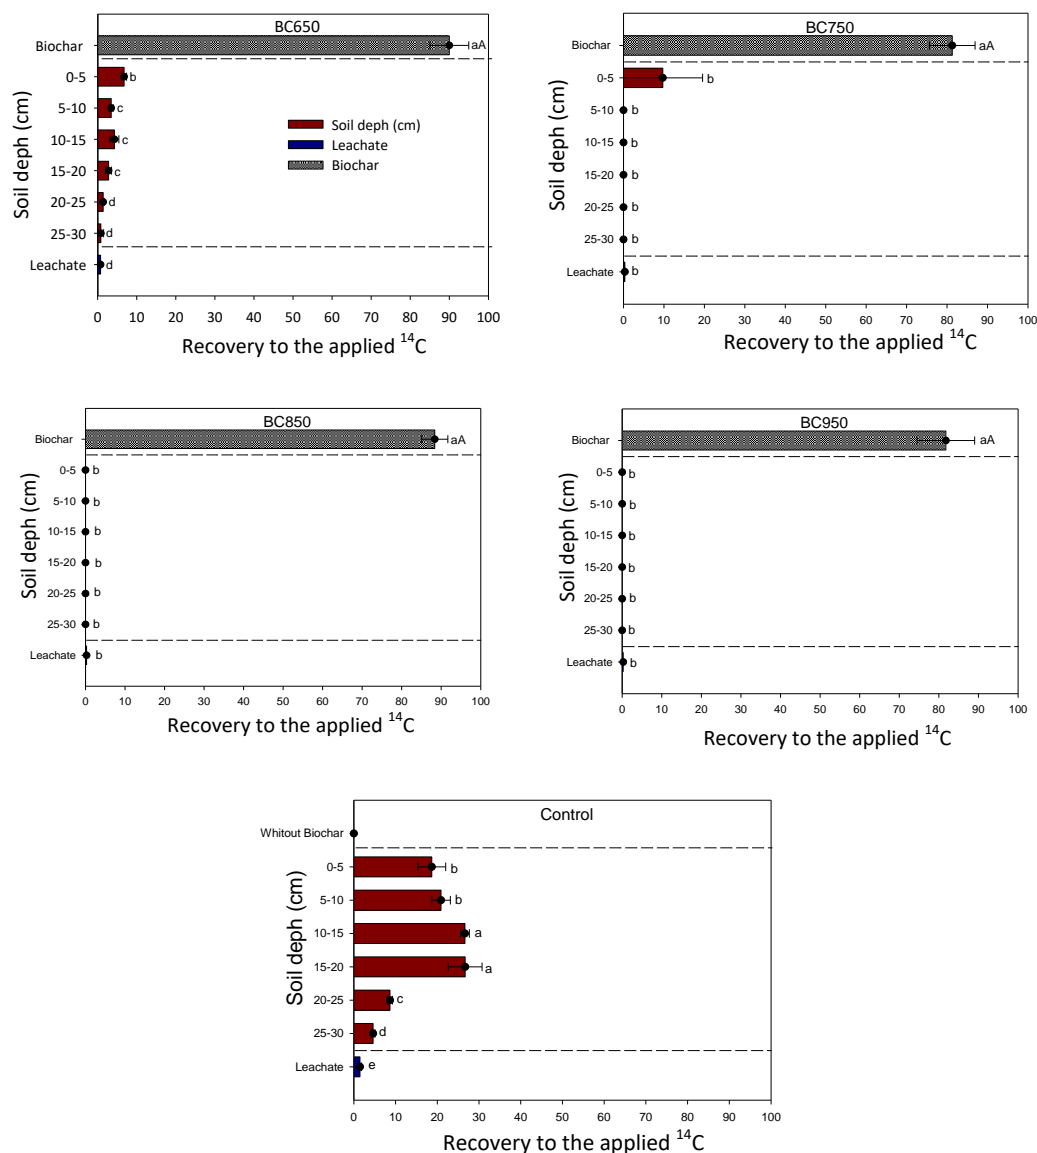 BC650
Biochar
aA
0-5
b
5-10
c
10-15
c
15-20
c
20-25
d
25-30
d
Leachate
d
Soil deph (cm)
Soil deph (cm)
Leachate
Biochar
0 10 20 30 40 50 60 70 80 90 100
Recovery to the applied 14C
BC750
Biochar
aA
0-5
b
5-10
b
10-15
b
15-20
b
20-25
b
25-30
b
Leachate
b
Soil deph (cm)
0 10 20 30 40 50 60 70 80 90 100
Recovery to the applied 14C
BC850
Biochar
aA
0-5
b
5-10
b
10-15
b
15-20
b
20-25
b
25-30
b
Leachate
b
Soil deph (cm)
0 10 20 30 40 50 60 70 80 90 100
Recovery to the applied 14C
BC950
Biochar
aA
0-5
b
5-10
b
10-15
b
15-20
b
20-25
b
25-30
b
Leachate
b
Soil deph (cm)
0 10 20 30 40 50 60 70 80 90 100
Recovery to the applied 14C
Control
Whitout Biochar
0-5
b
5-10
b
10-15
a
15-20
a
20-25
c
25-30
d
Leachate
e
Soil deph (cm)
0 10 20 30 40 50 60 70 80 90 100
Recovery to the applied 14C